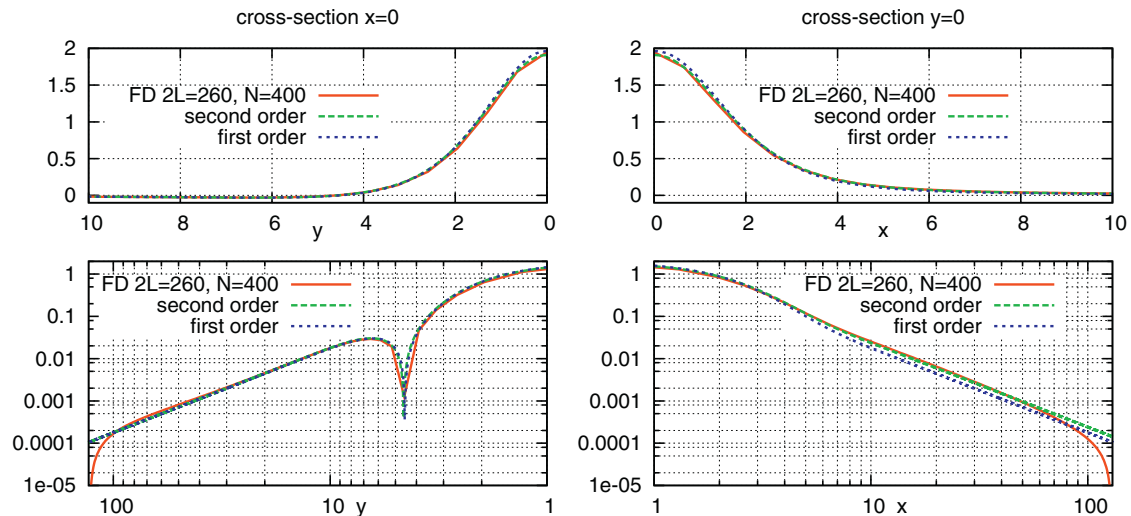 cross-section x=0
cross-section y=0
2
1.5
1
0.5
0
FD 2L=260, N=400
second order
first order
10
8
6
4
2
0
y
2
1.5
1
0.5
0
FD 2L=260, N=400
second order
first order
0
2
4
6
8
10
x
1
0.1
0.01
0.001
0.0001
1e-05
FD 2L=260, N=400
second order
first order
100
10
1
y
1
0.1
0.01
0.001
0.0001
1e-05
FD 2L=260, N=400
second order
first order
1
10
100
x